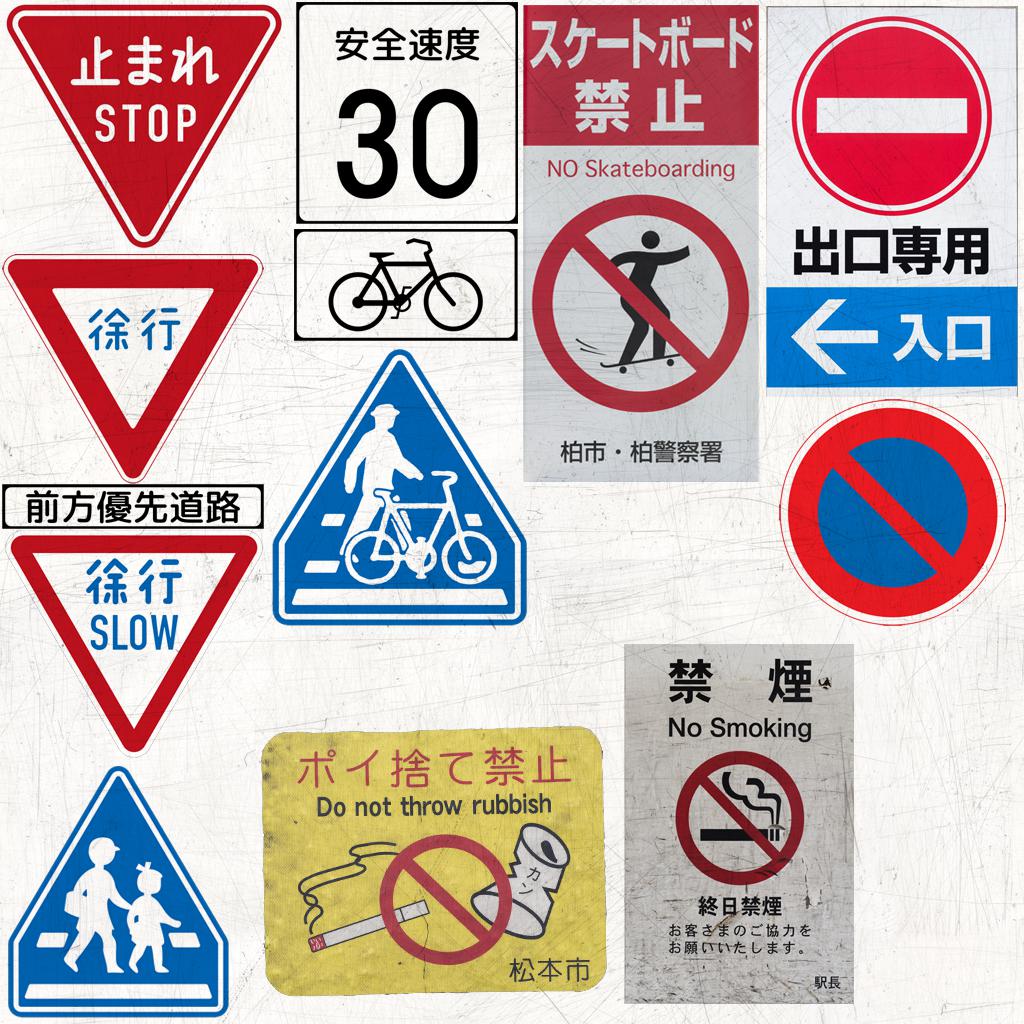 止まれ
STOP
徐行
前方優先道路
徐行
SLOW
安全速度
30
スケートボード
禁止
NO Skateboarding
柏市・柏警察署
出口専用
入口
ポイ捨て禁止
Do not throw rubbish
カン
松本市
禁煙
No Smoking
終日禁煙
お客さまのご協力を
お願いいたします。
駅長